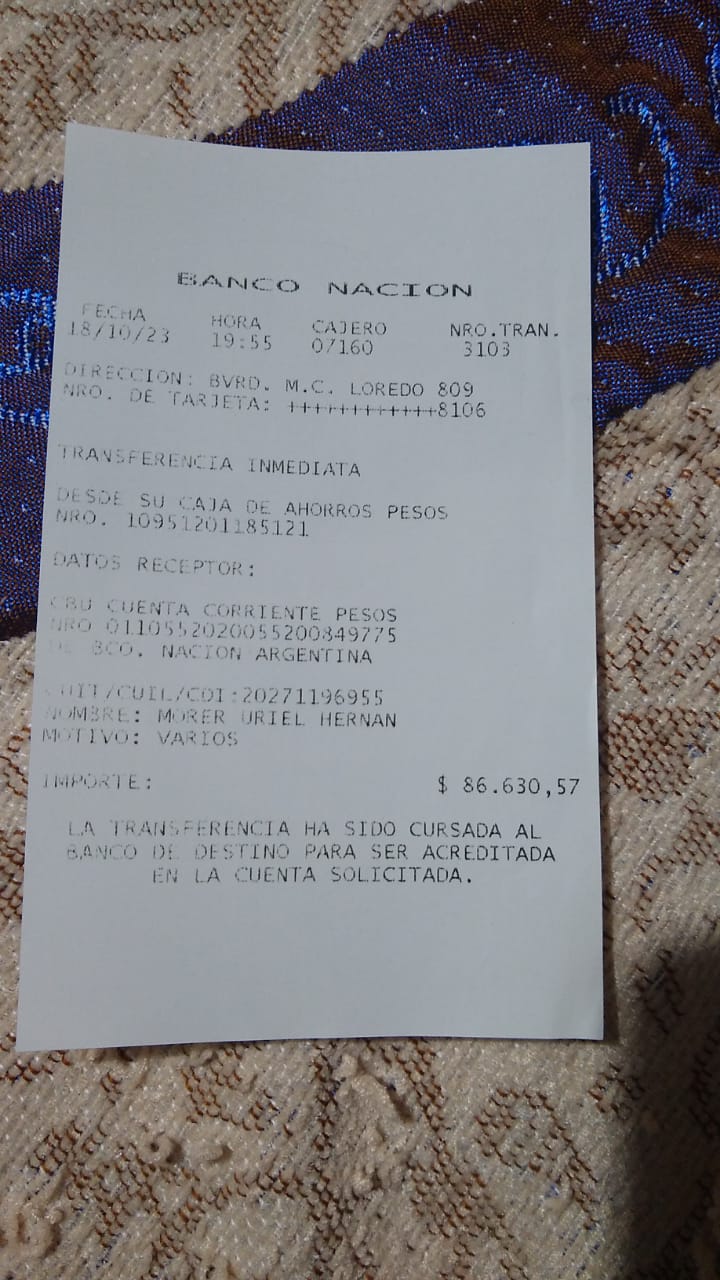 BANCO NACION
FECHA HORA CAJERO NRO.TRAN.
18/10/23 19:55 07160 3103
DIRECCION: BVRD. M.C. LOREDO 809
NRO. DE TARJETA: ++++++++++++8106
TRANSFERENCIA INMEDIATA
DESDE SU CAJA DE AHORROS PESOS
NRO. 10951201185121
DATOS RECEPTOR:
CBU CUENTA CORRIENTE PESOS
NRO 0110552020055200849775
DE BCO. NACION ARGENTINA
CUIT/CUIL/CDI:20271196955
NOMBRE: MORER URIEL HERNAN
MOTIVO: VARIOS
IMPORTE: $ 86.630,57
LA TRANSFERENCIA HA SIDO CURSADA AL
BANCO DE DESTINO PARA SER ACREDITADA
EN LA CUENTA SOLICITADA.